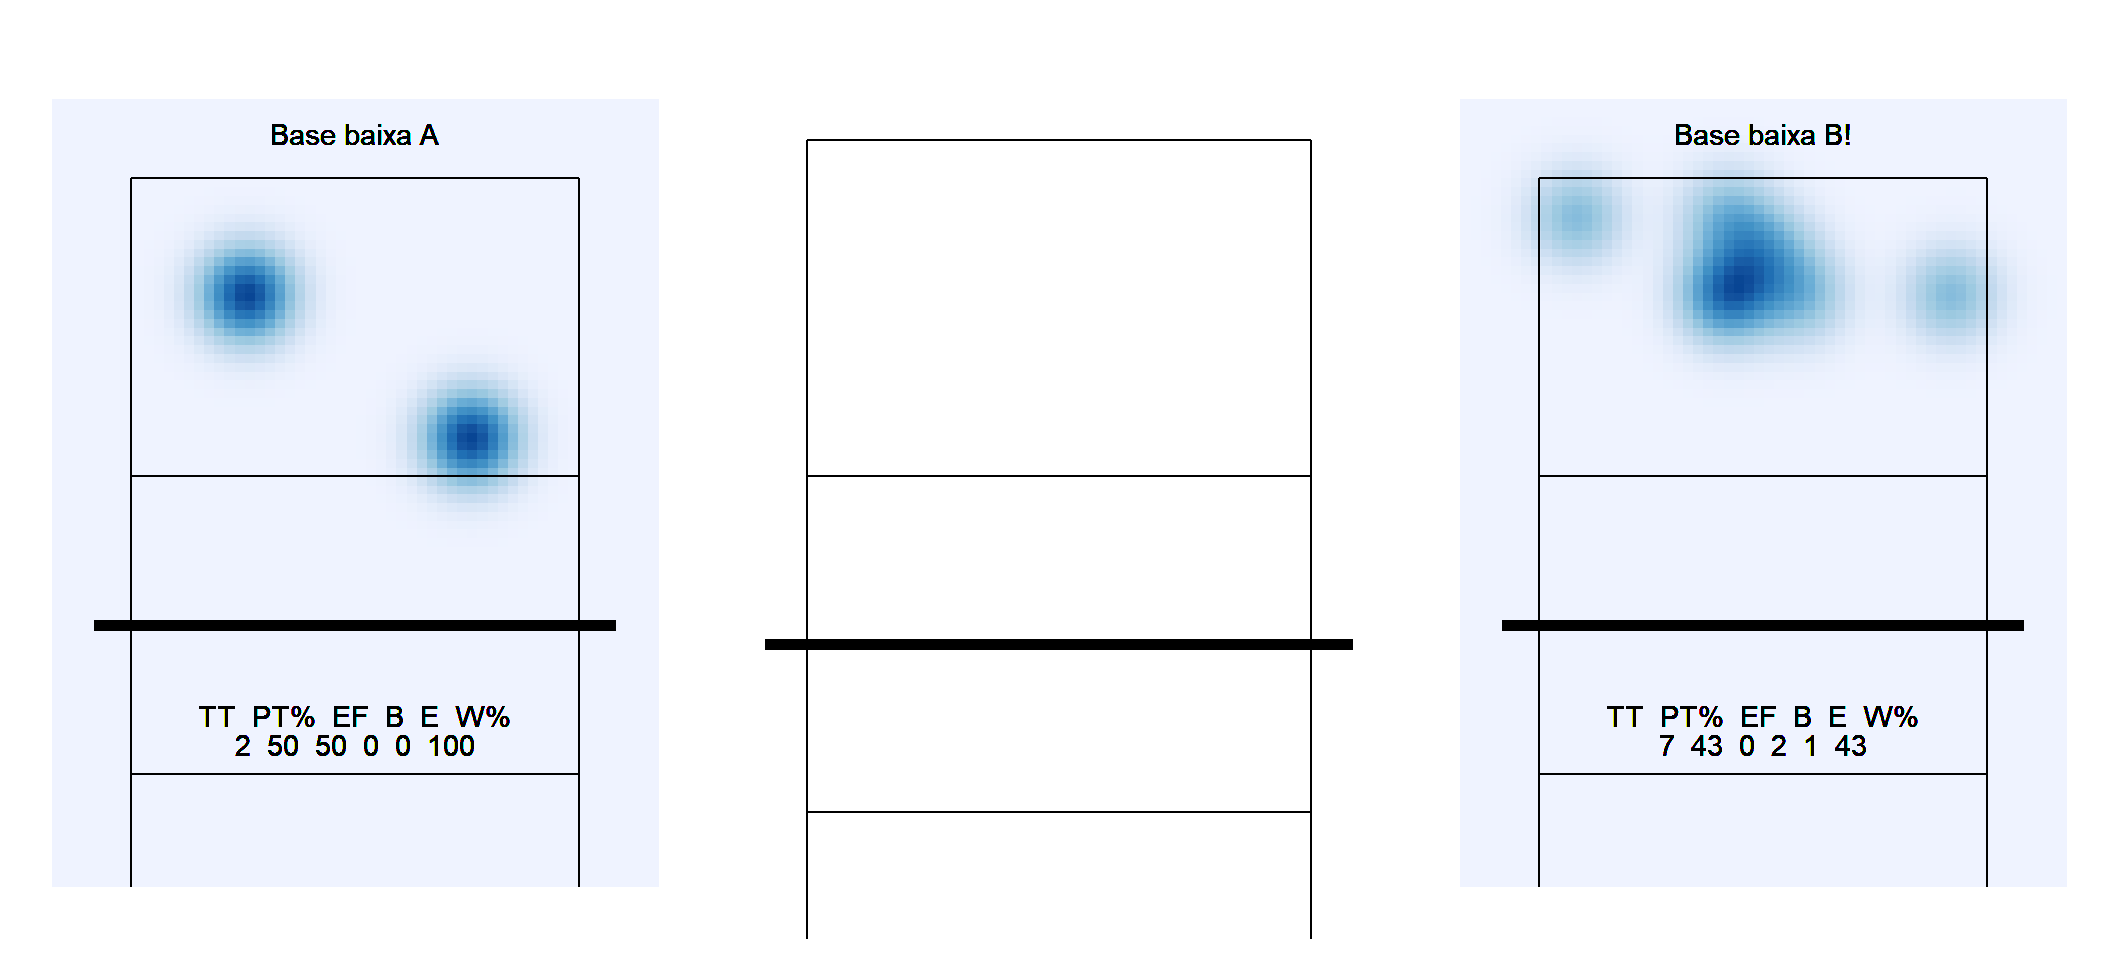 Base baixa A
TT PT% EF B E W%
2 50 50 0 0 100
Base baixa B!
TT PT% EF B E W%
7 43 0 2 1 43